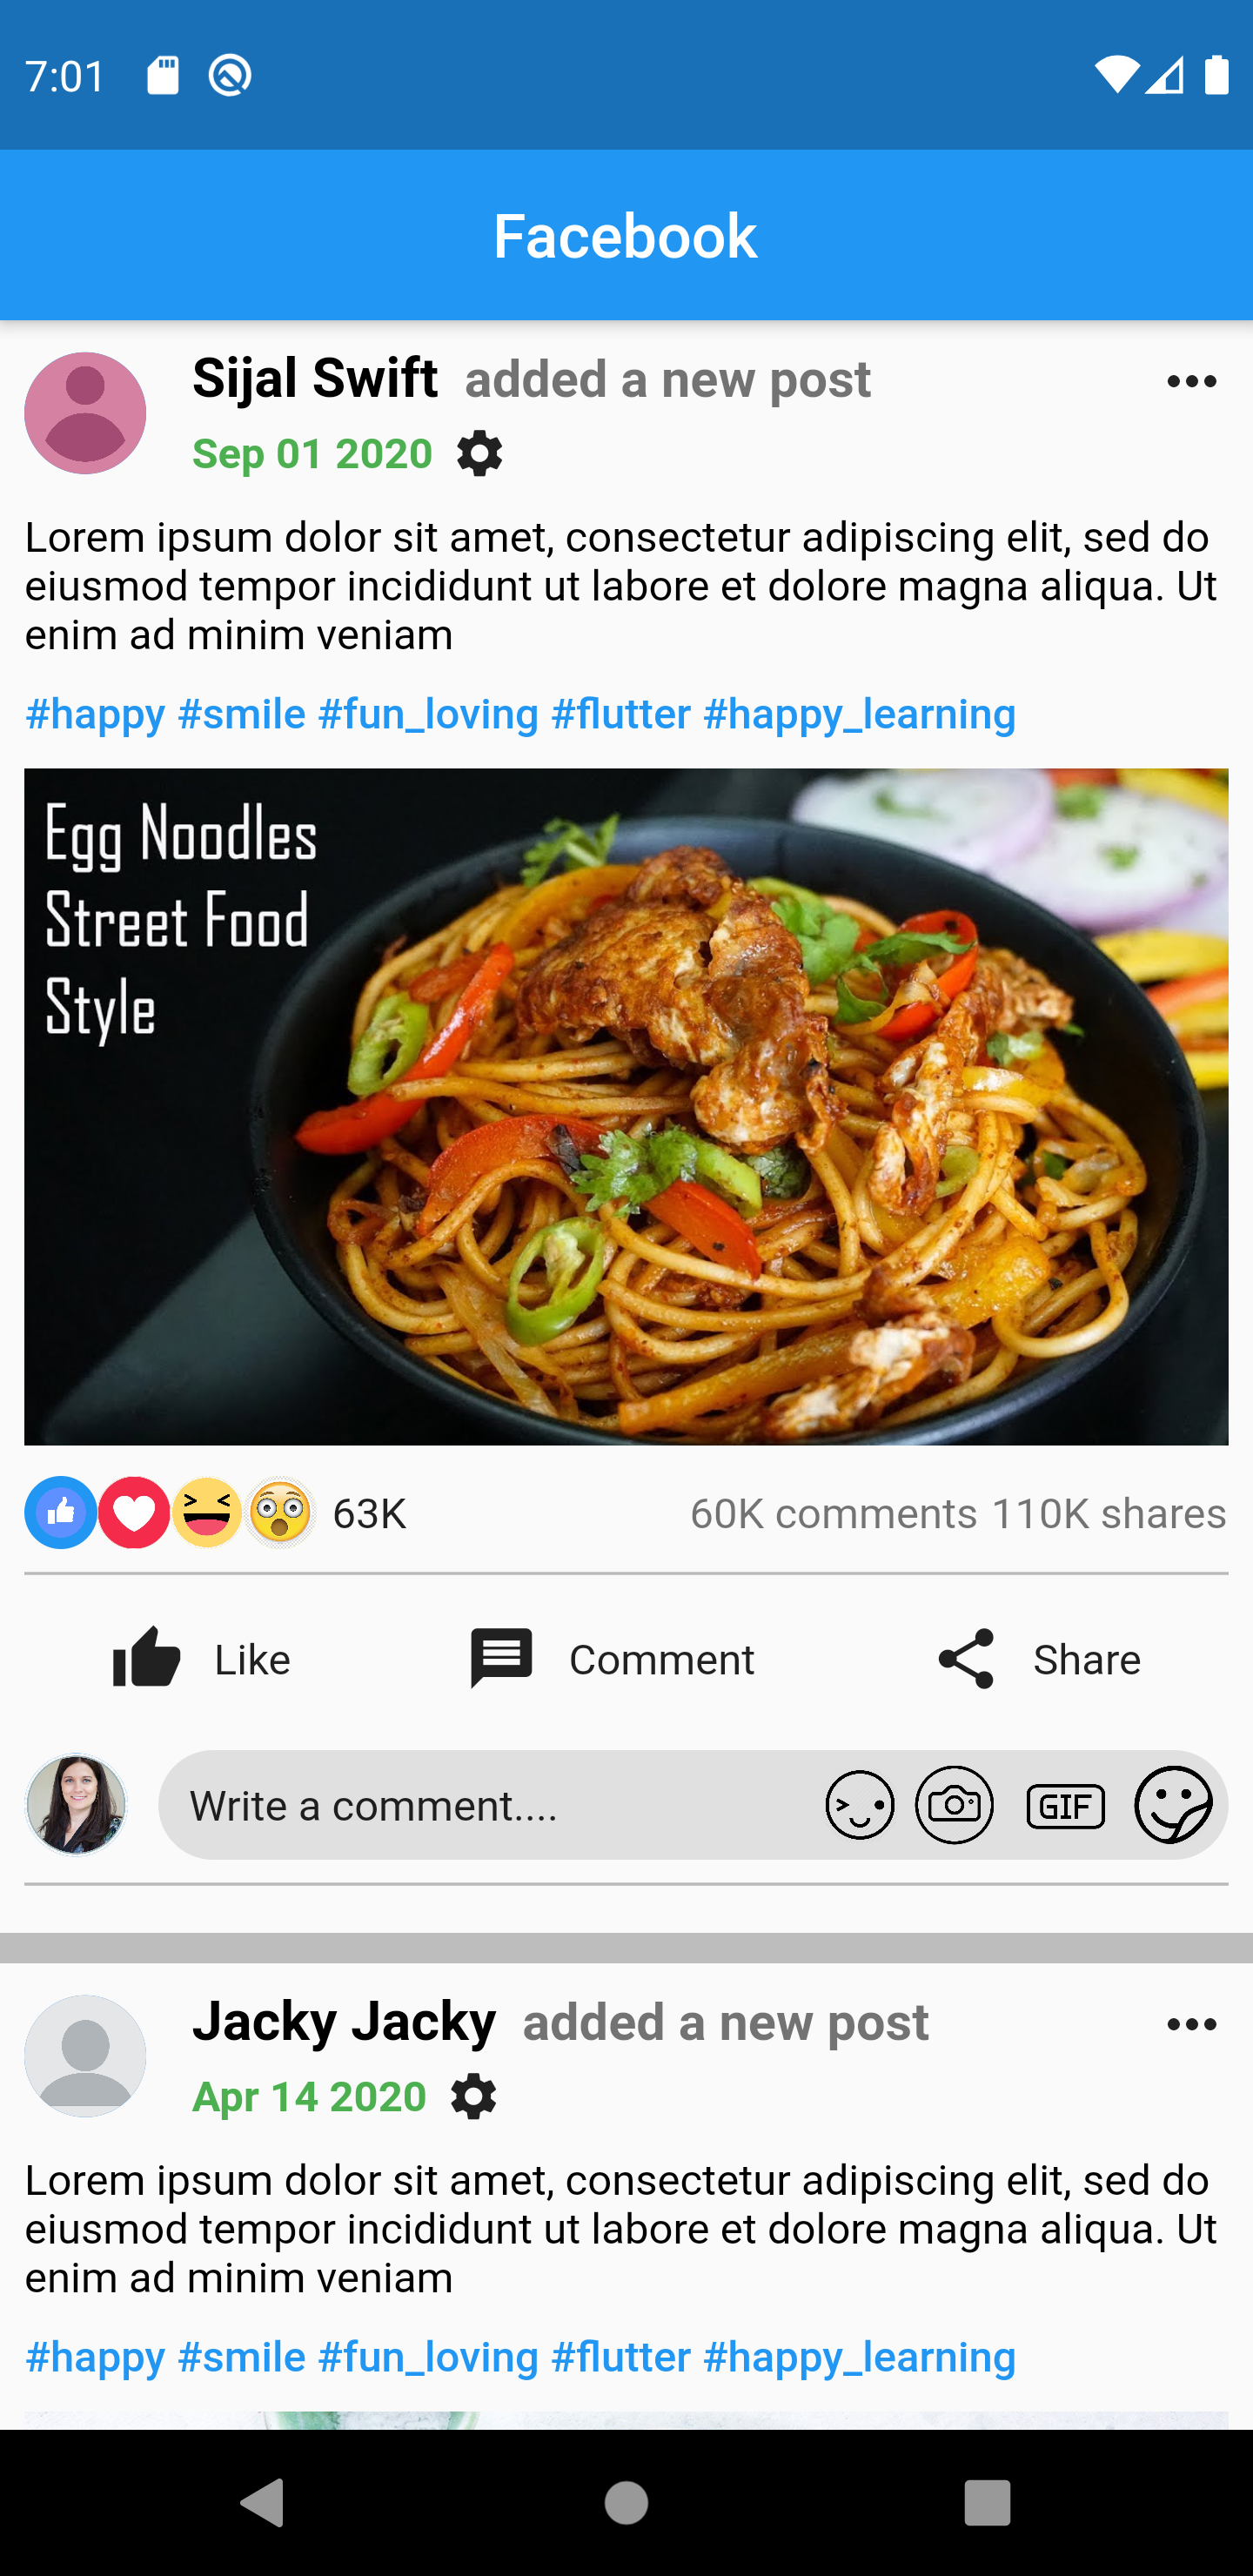 7:01
Facebook
Sijal Swift added a new post
Sep 01 2020
Lorem ipsum dolor sit amet, consectetur adipiscing elit, sed do
eiusmod tempor incididunt ut labore et dolore magna aliqua. Ut
enim ad minim veniam
#happy #smile #fun_loving #flutter #happy_learning
Egg Noodles
Street Food
Style
63K 60K comments 110K shares
Like Comment Share
Write a comment.... GIF
Jacky Jacky added a new post
Apr 14 2020
Lorem ipsum dolor sit amet, consectetur adipiscing elit, sed do
eiusmod tempor incididunt ut labore et dolore magna aliqua. Ut
enim ad minim veniam
#happy #smile #fun_loving #flutter #happy_learning